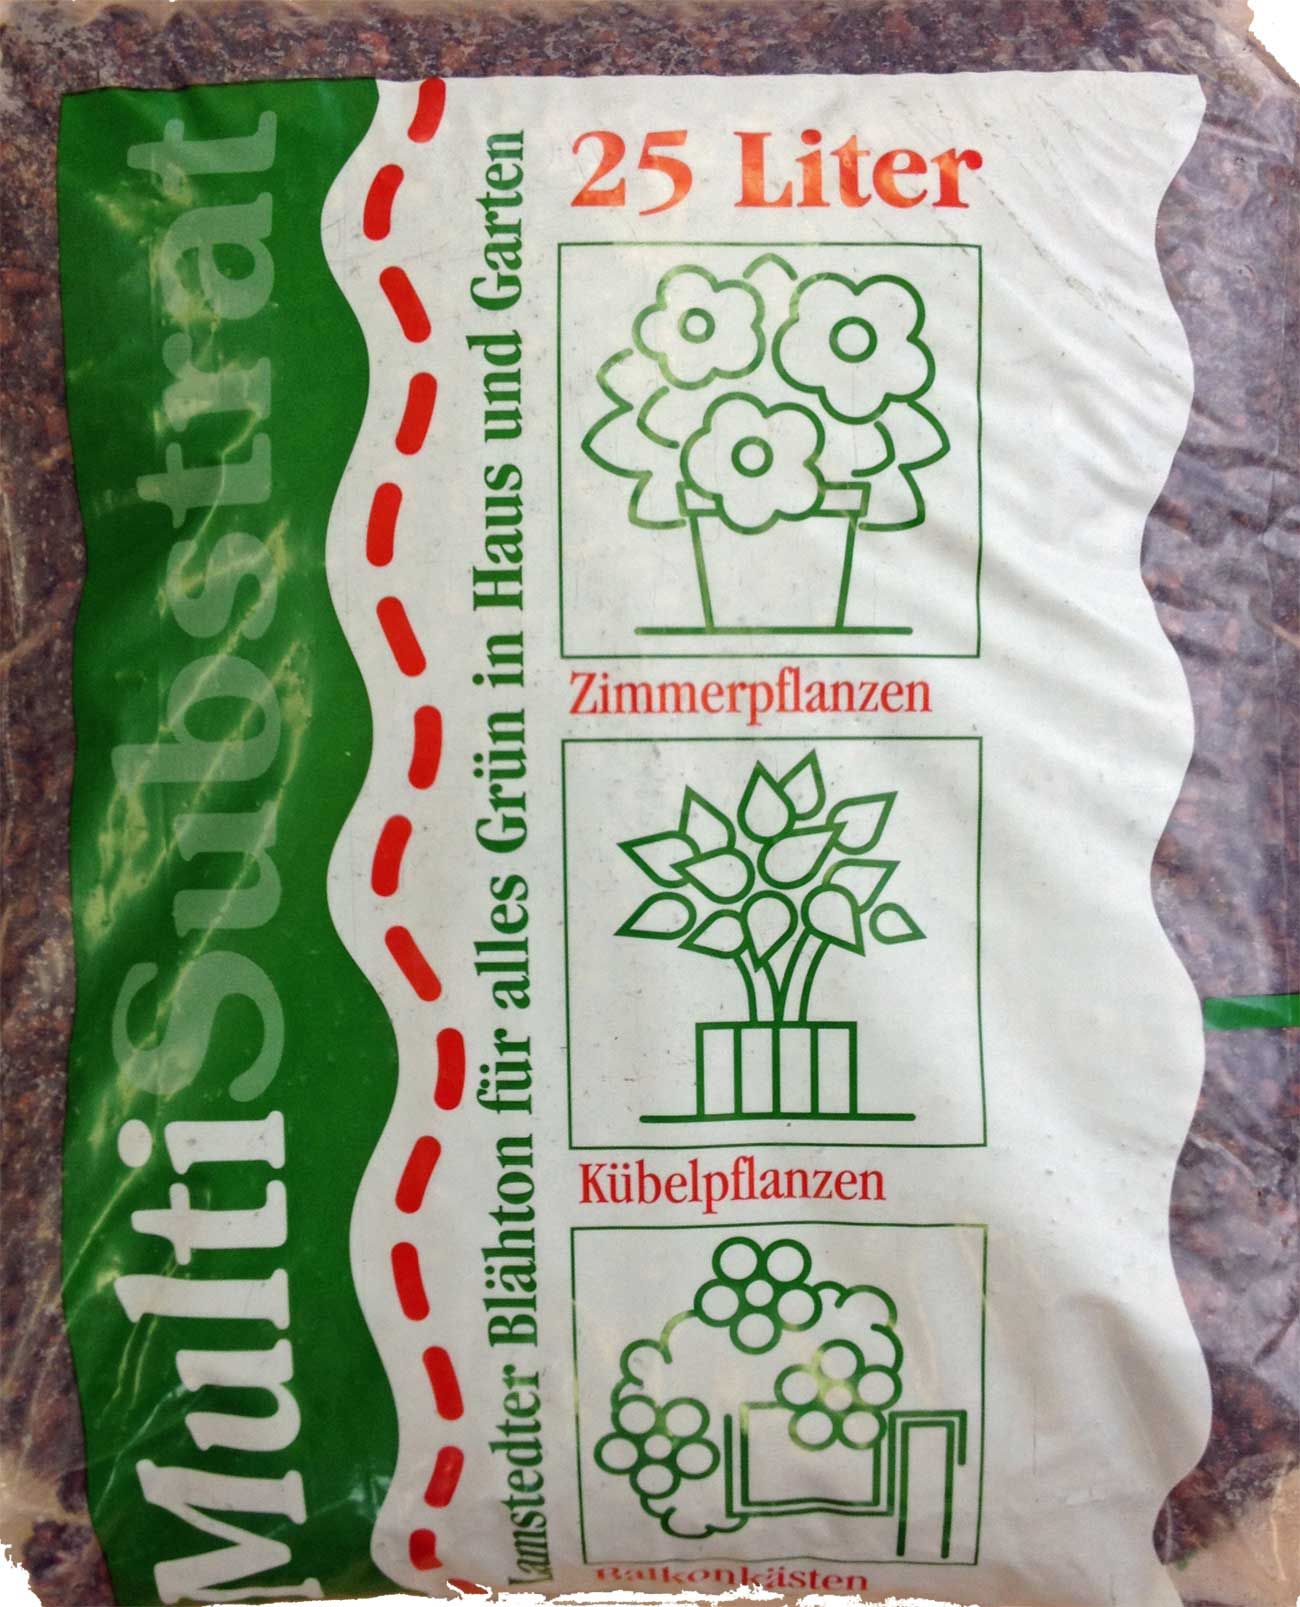 MultiSubstrat
Lamstedter Blähton für alles Grün in Haus und Garten
25 Liter
Zimmerpflanzen
Kübelpflanzen
Balkonkästen